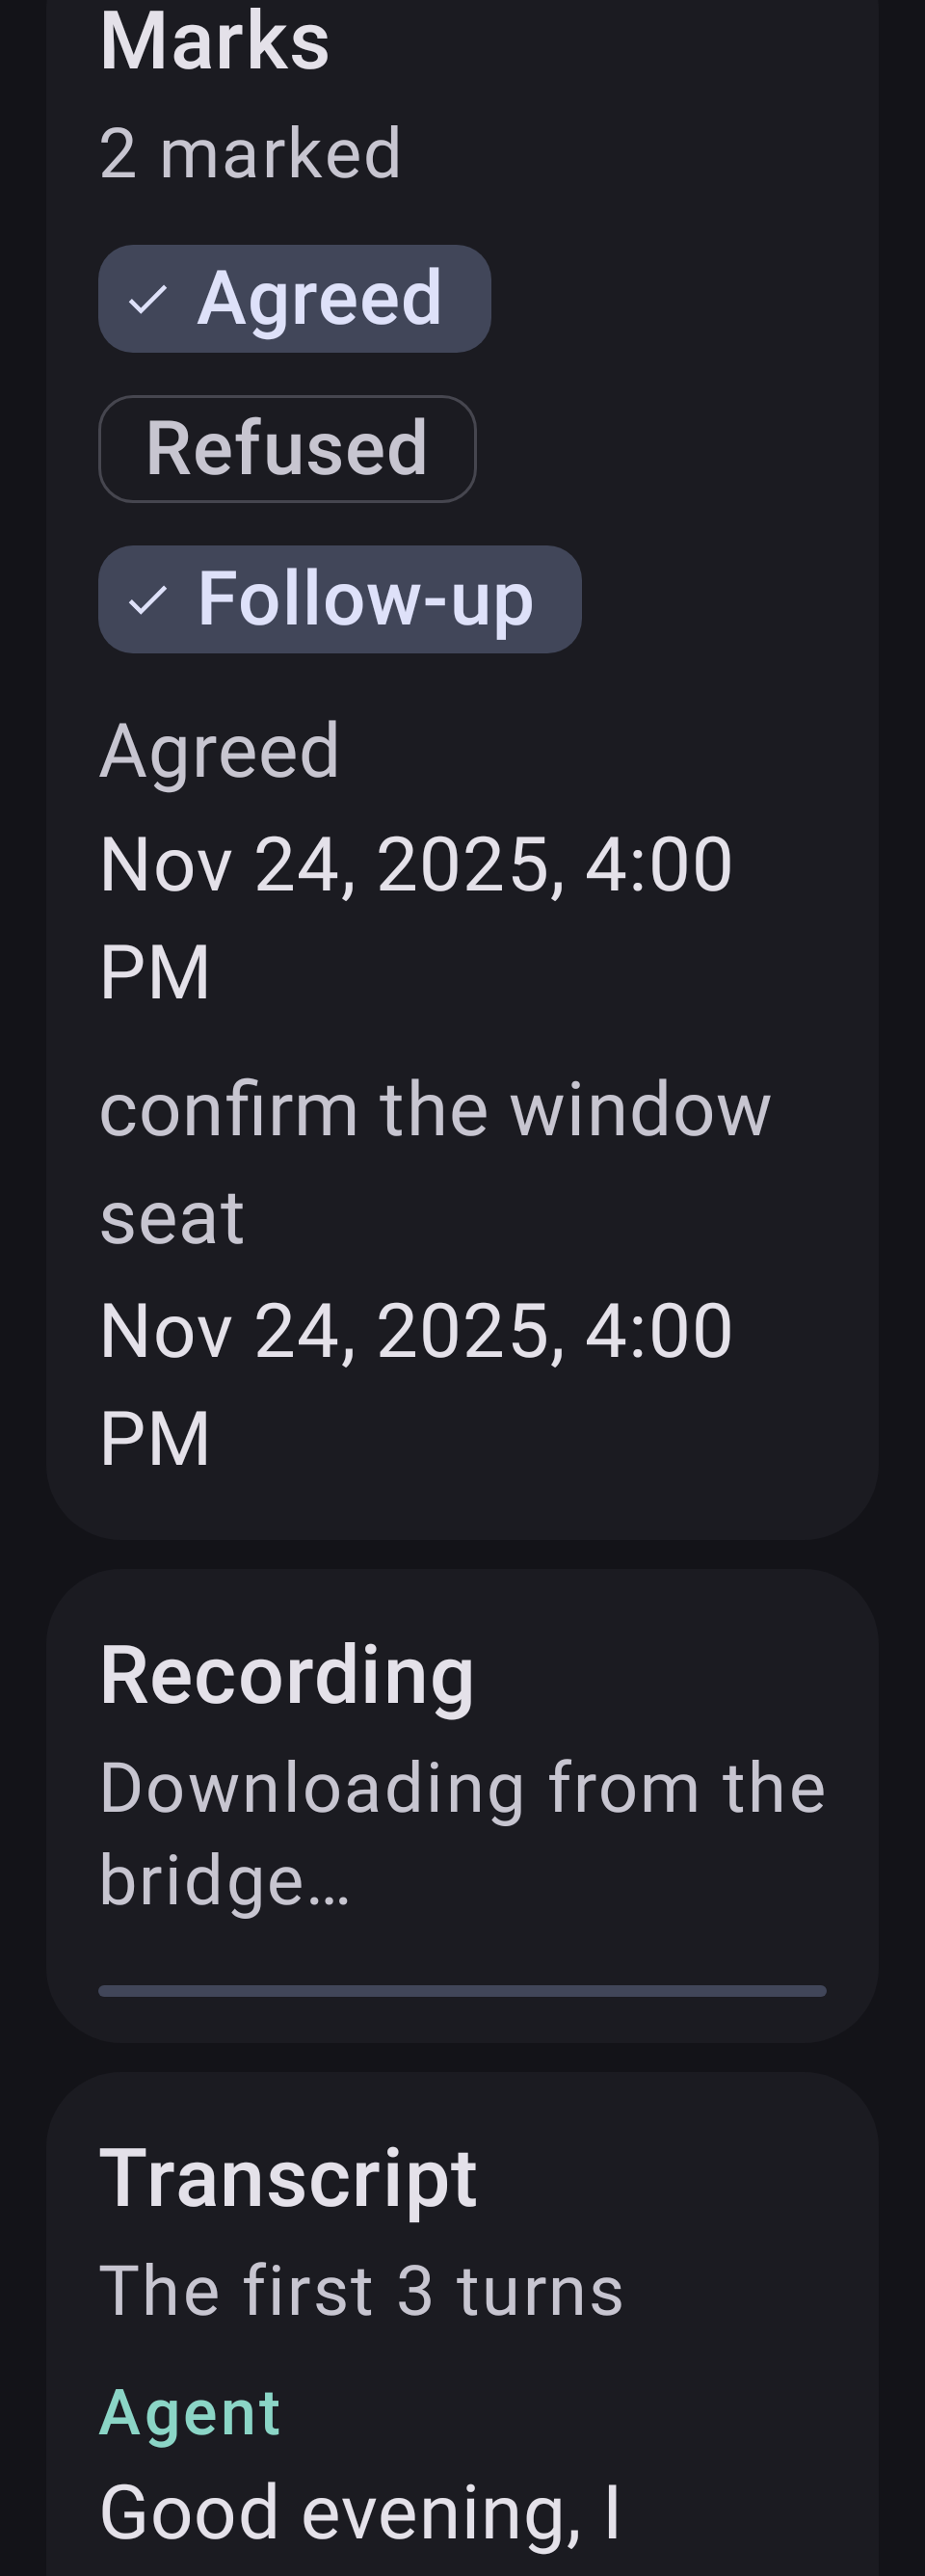 Marks
2 marked
Agreed
Refused
Follow-up
Agreed
Nov 24, 2025, 4:00
PM
confirm the window
seat
Nov 24, 2025, 4:00
PM
Recording
Downloading from the
bridge…
Transcript
The first 3 turns
Agent
Good evening, I